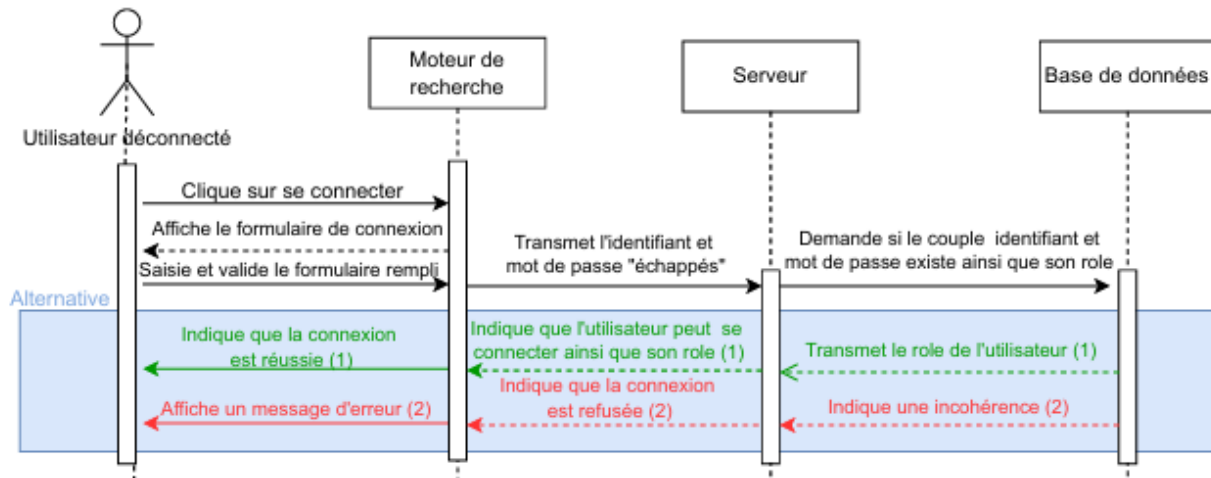 Utilisateur déconnecté
Moteur de
recherche
Serveur
Base de données
Clique sur se connecter
Affiche le formulaire de connexion
Saisie et valide le formulaire rempli
Transmet l'identifiant et
mot de passe "échappés"
Demande si le couple identifiant et
mot de passe existe ainsi que son role
Alternative
Indique que la connexion
est réussie (1)
Indique que l'utilisateur peut se
connecter ainsi que son role (1)
Transmet le role de l'utilisateur (1)
Affiche un message d'erreur (2)
Indique que la connexion
est refusée (2)
Indique une incohérence (2)